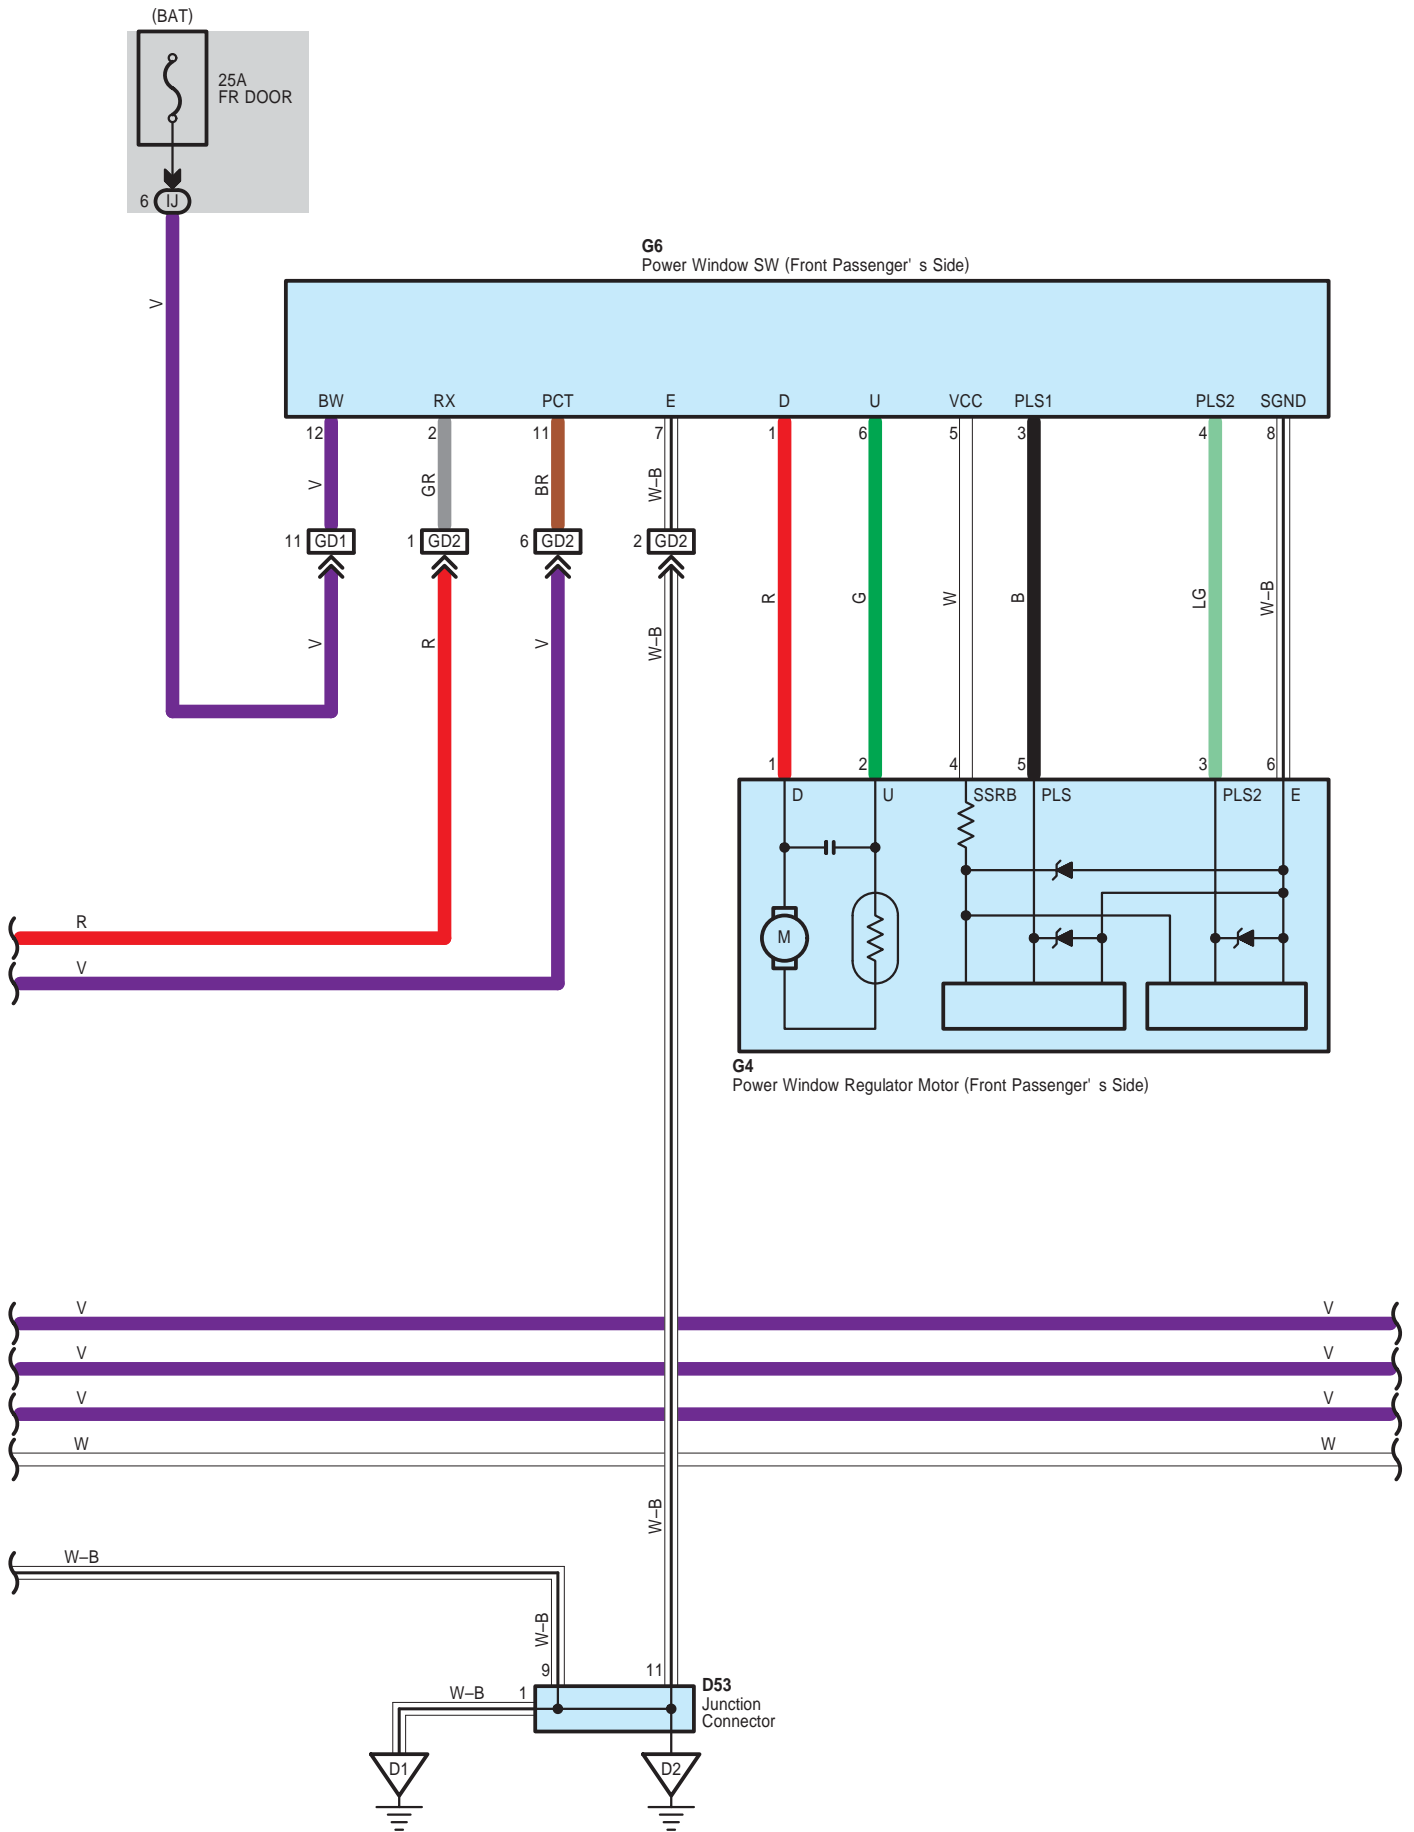 (BAT)
25A
FR DOOR
6 IJ
V
G6
Power Window SW (Front Passenger' s Side)
BW RX PCT E D U VCC PLS1 PLS2 SGND
12 2 11 7 1 6 5 3 4 8
V GR BR W–B
11 GD1 1 GD2 6 GD2 2 GD2
R G W B LG W–B
V R V W–B
1 2 4 5 3 6
D U SSRB PLS PLS2 E
M
R
V
G4
Power Window Regulator Motor (Front Passenger' s Side)
V V
V V
V V
W W
W–B
W–B
W–B
9 11
D53
Junction
Connector
W–B 1
D1 D2